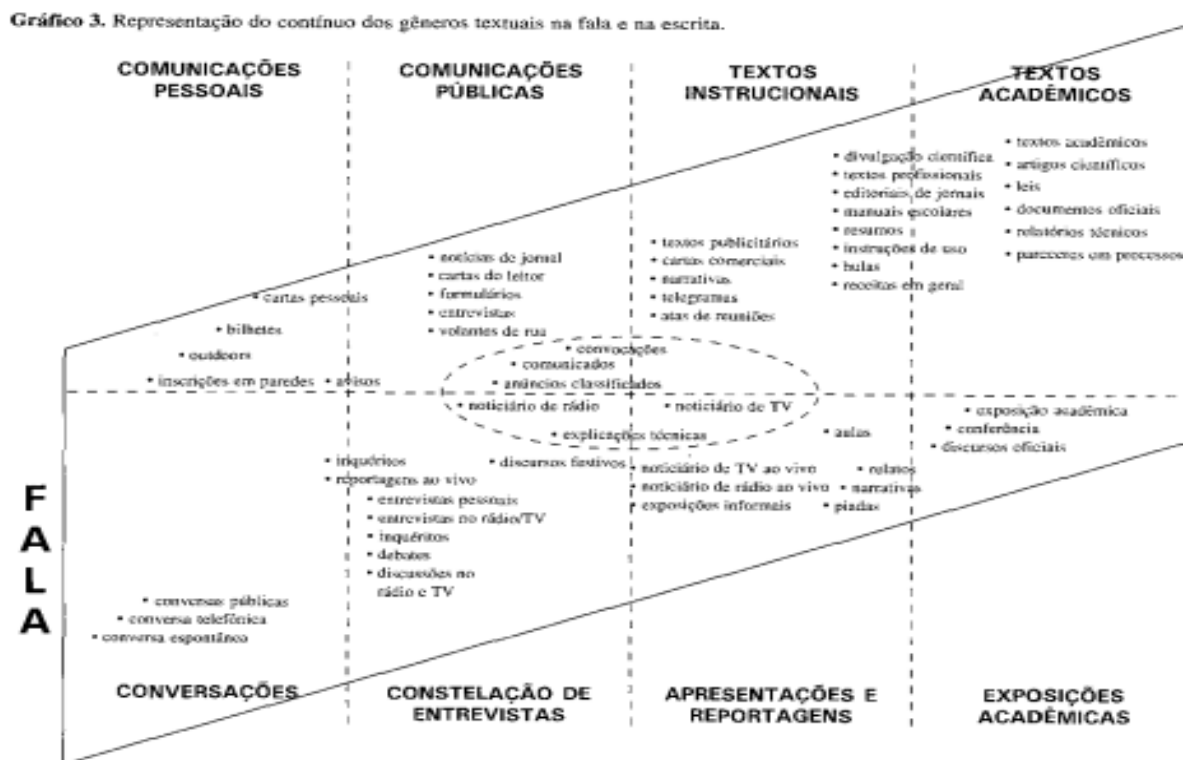 Gráfico 3. Representação do contínuo dos gêneros textuais na fala e na escrita.
COMUNICAÇÕES
PESSOAIS
COMUNICAÇÕES
PÚBLICAS
TEXTOS
INSTRUCIONAIS
TEXTOS
ACADÊMICOS
• cartas pessoais
• bilhetes
• outdoors
• inscrições em paredes
• avisos
• notícias de jornal
• cartas do leitor
• formulários
• entrevistas
• volantes de rua
• textos publicitários
• cartas comerciais
• narrativas
• telegramas
• atas de reuniões
• divulgação científica
• textos profissionais
• editoriais de jornais
• manuais escolares
• resumos
• instruções de uso
• bulas
• receitas em geral
• textos acadêmicos
• artigos científicos
• leis
• documentos oficiais
• relatórios técnicos
• pareceres em processos
• convocações
• comunicados
• anúncios classificados
• noticiário de rádio
• noticiário de TV
• explicações técnicas
FALA
• conversas públicas
• conversa telefônica
• conversa espontânea
• inquéritos
• reportagens ao vivo
• entrevistas pessoais
• entrevistas no rádio/TV
• inquéritos
• debates
• discussões no
rádio e TV
• discursos festivos
• noticiário de TV ao vivo
• noticiário de rádio ao vivo
• exposições informais
• aulas
• relatos
• narrativas
• piadas
• exposição acadêmica
• conferência
• discursos oficiais
CONVERSAÇÕES
CONSTELAÇÃO DE
ENTREVISTAS
APRESENTAÇÕES E
REPORTAGENS
EXPOSIÇÕES
ACADÊMICAS